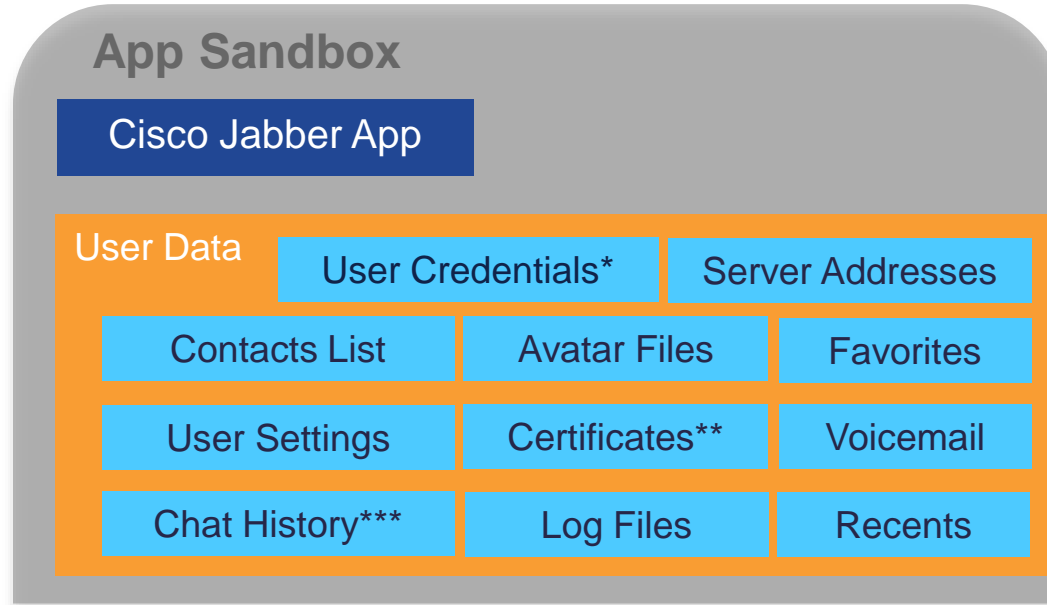 App Sandbox
Cisco Jabber App
User Data
User Credentials*
Server Addresses
Contacts List
Avatar Files
Favorites
User Settings
Certificates**
Voicemail
Chat History***
Log Files
Recents